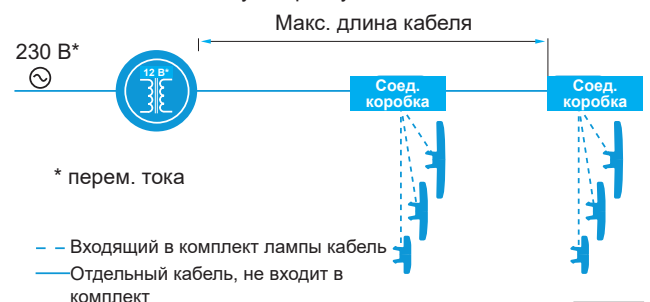 Макс. длина кабеля
230 В*
12 В*
Соед.
коробка
Соед.
коробка
* перем. тока
Входящий в комплект лампы кабель
Отдельный кабель, не входит в
комплект